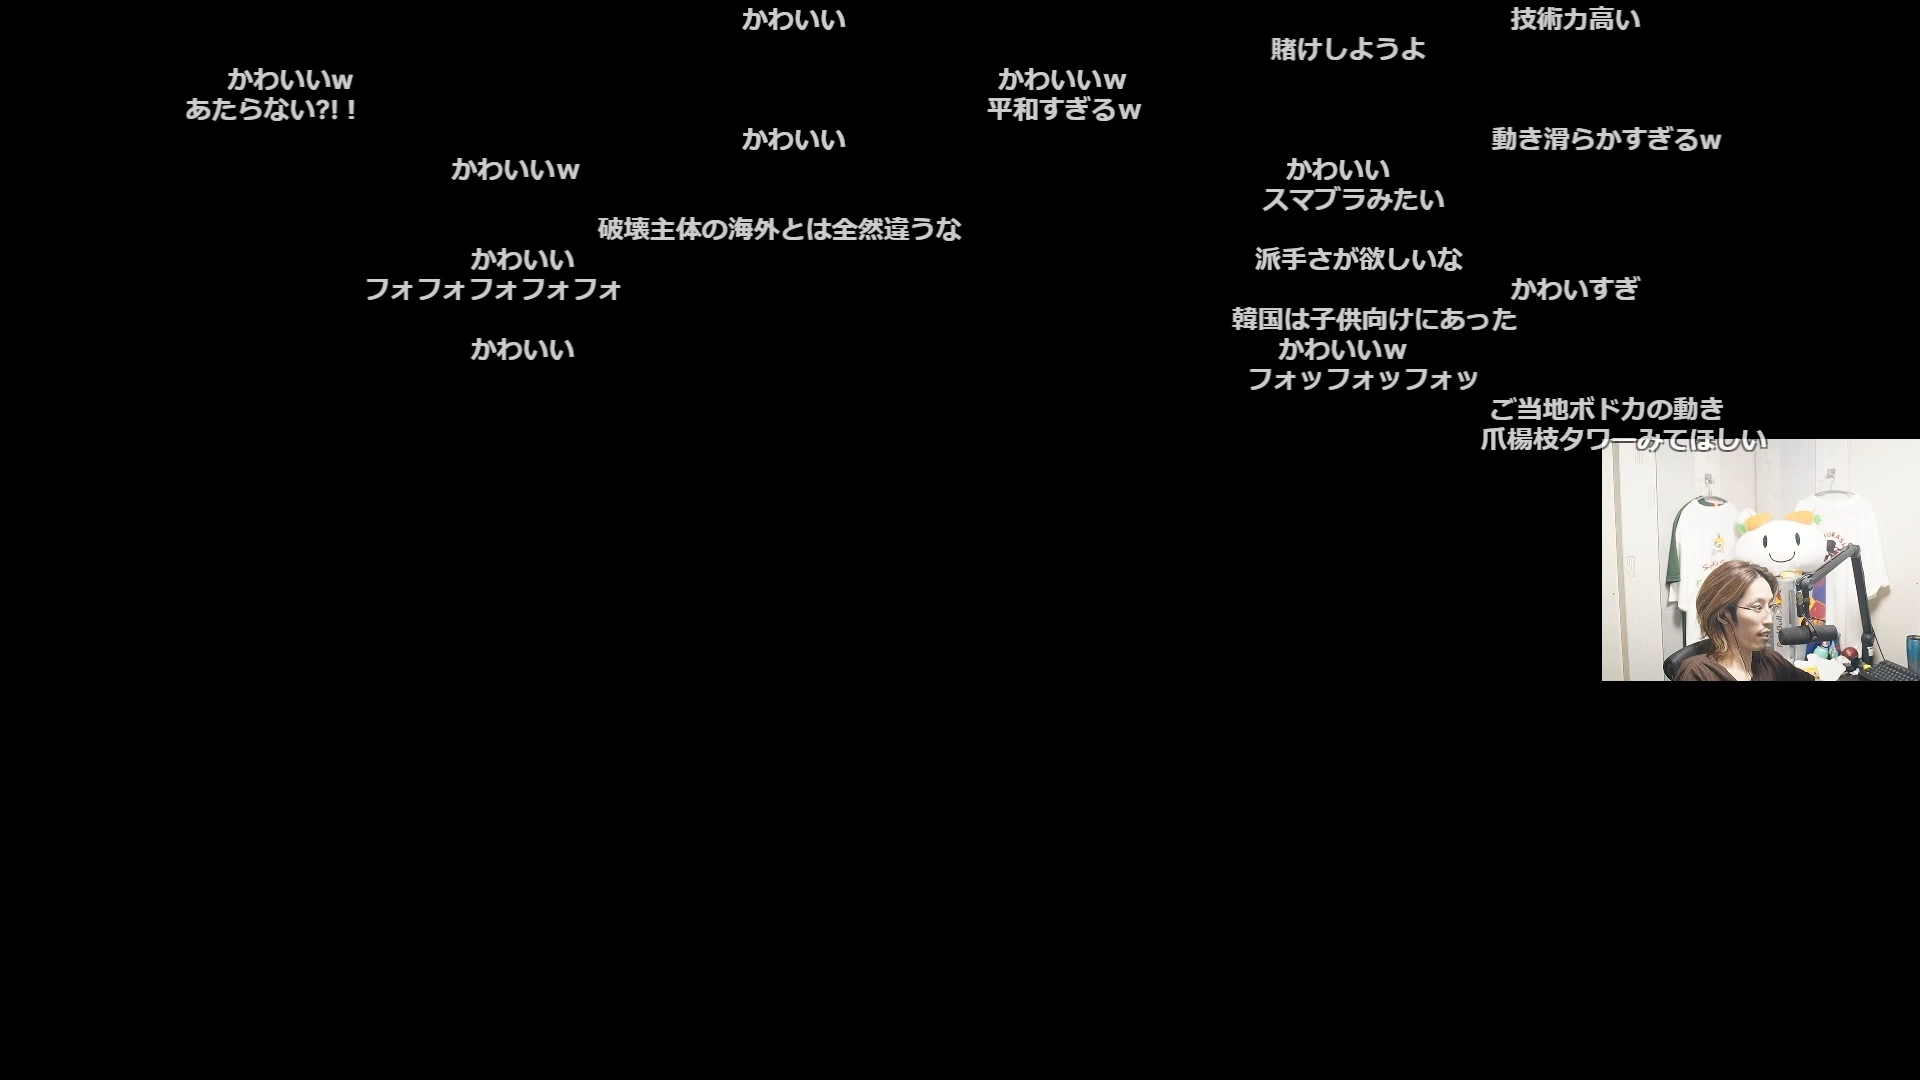 かわいい
技術力高い
賭けしようよ
かわいいw
かわいいw
あたらない?!！
平和すぎるw
かわいい
動き滑らかすぎるw
かわいいw
かわいい
スマブラみたい
破壊主体の海外とは全然違うな
かわいい
派手さが欲しいな
フォフォフォフォフォ
かわいすぎ
韓国は子供向けにあった
かわいい
かわいいw
フォッフォッフォッ
ご当地ボドカの動き
爪楊枝タワーみてほしい